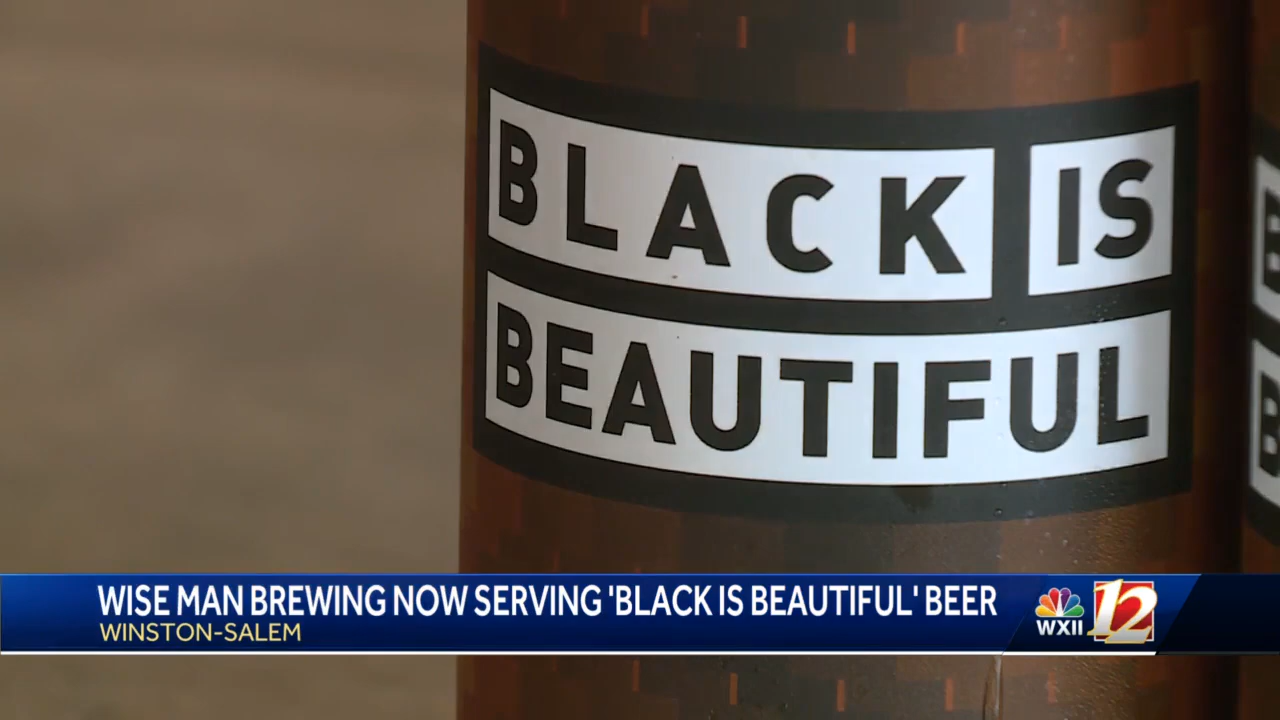 BLACK IS
BEAUTIFUL
B
B
WISE MAN BREWING NOW SERVING 'BLACK IS BEAUTIFUL' BEER
WINSTON-SALEM
WXII 12